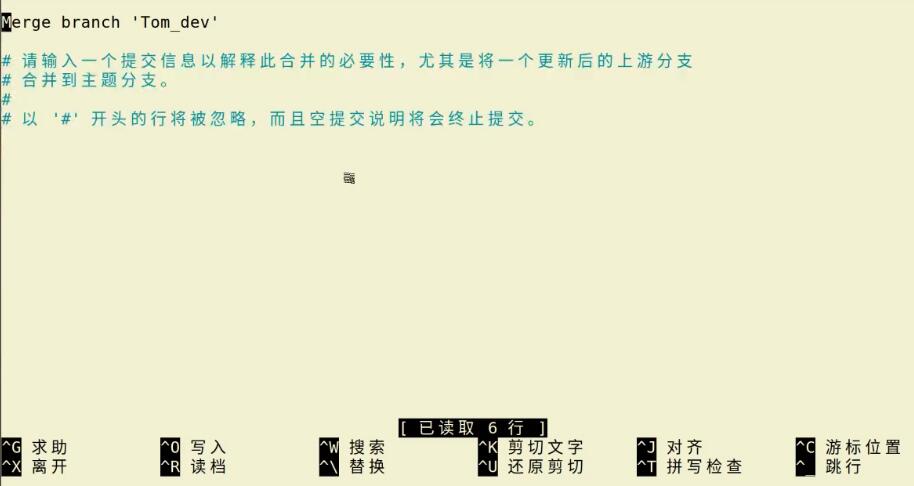 Merge branch 'Tom_dev'
# 请输入一个提交信息以解释此合并的必要性，尤其是将一个更新后的上游分支
# 合并到主题分支。
#
# 以 '#' 开头的行将被忽略，而且空提交说明将会终止提交。
[ 已读取 6 行 ]
^G 求助 ^O 写入 ^W 搜索 ^K 剪切文字 ^J 对齐 ^C 游标位置
^X 离开 ^R 读档 ^\ 替换 ^U 还原剪切 ^T 拼写检查 ^_ 跳行